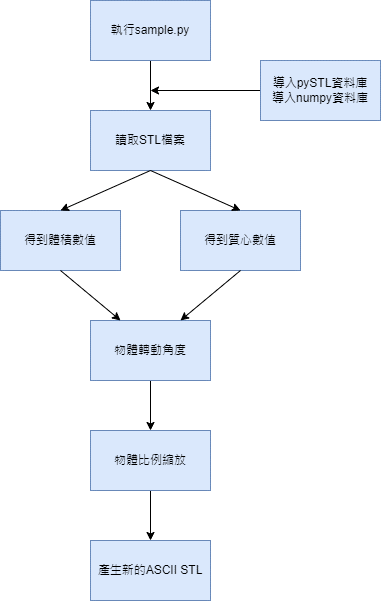 執行sample.py
導入pySTL資料庫
導入numpy資料庫
讀取STL檔案
得到體積數值
得到質心數值
物體轉動角度
物體比例縮放
產生新的ASCII STL